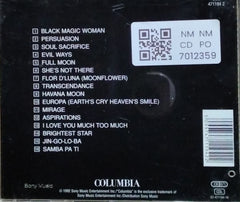 471194 2
NM NM
CD PO
7012359
BLACK MAGIC WOMAN
PERSUASION
SOUL SACRIFICE
EVIL WAYS
FULL MOON
SHE'S NOT THERE
FLOR D'LUNA (MOONFLOWER)
TRANSCENDANCE
HAVANA MOON
EUROPA (EARTH'S CRY HEAVEN'S SMILE)
MIRAGE
ASPIRATIONS
I LOVE YOU MUCH TOO MUCH
BRIGHTEST STAR
JIN-GO-LO-BA
SAMBA PA TI
Sony Music
COLUMBIA